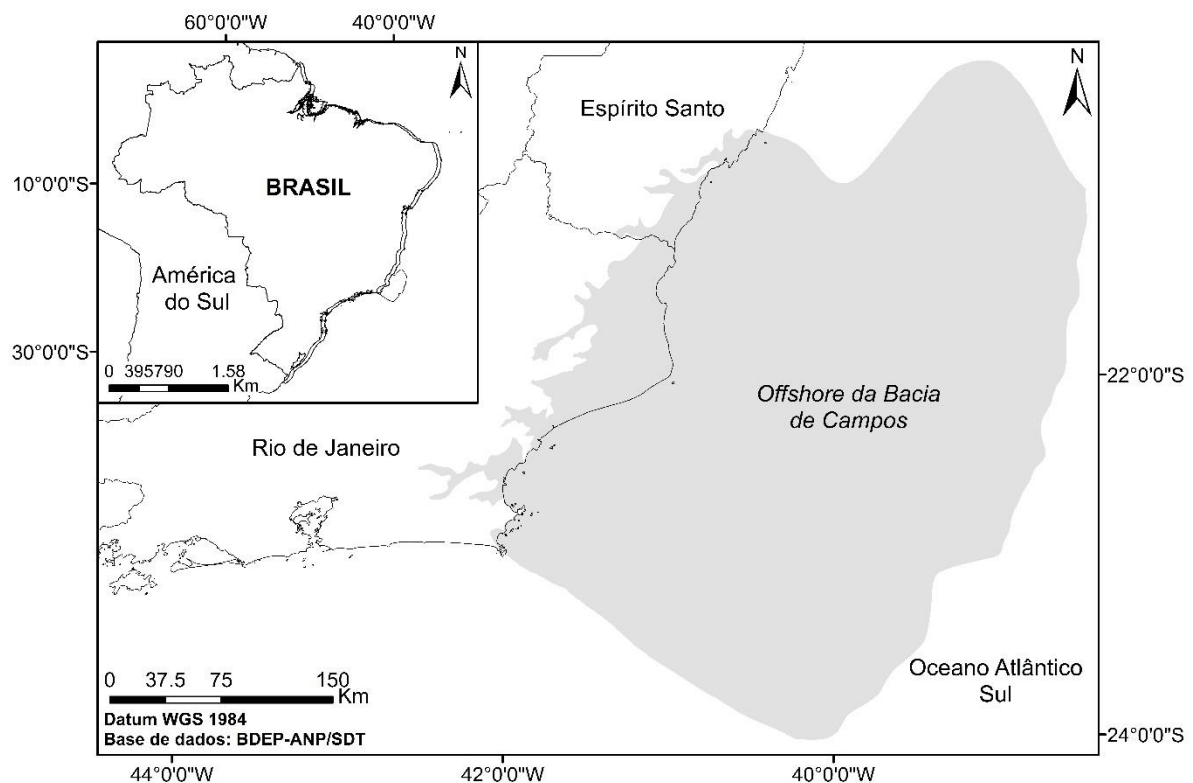 60°0'0"W 40°0'0"W
N
BRASIL
América
do Sul
10°0'0"S
30°0'0"S
0 395790 1.58
Km
N
Espírito Santo
Offshore da Bacia
de Campos
Rio de Janeiro
Oceano Atlântico
Sul
22°0'0"S
24°0'0"S
0 37.5 75 150
Km
Datum WGS 1984
Base de dados: BDEP-ANP/SDT
44°0'0"W 42°0'0"W 40°0'0"W